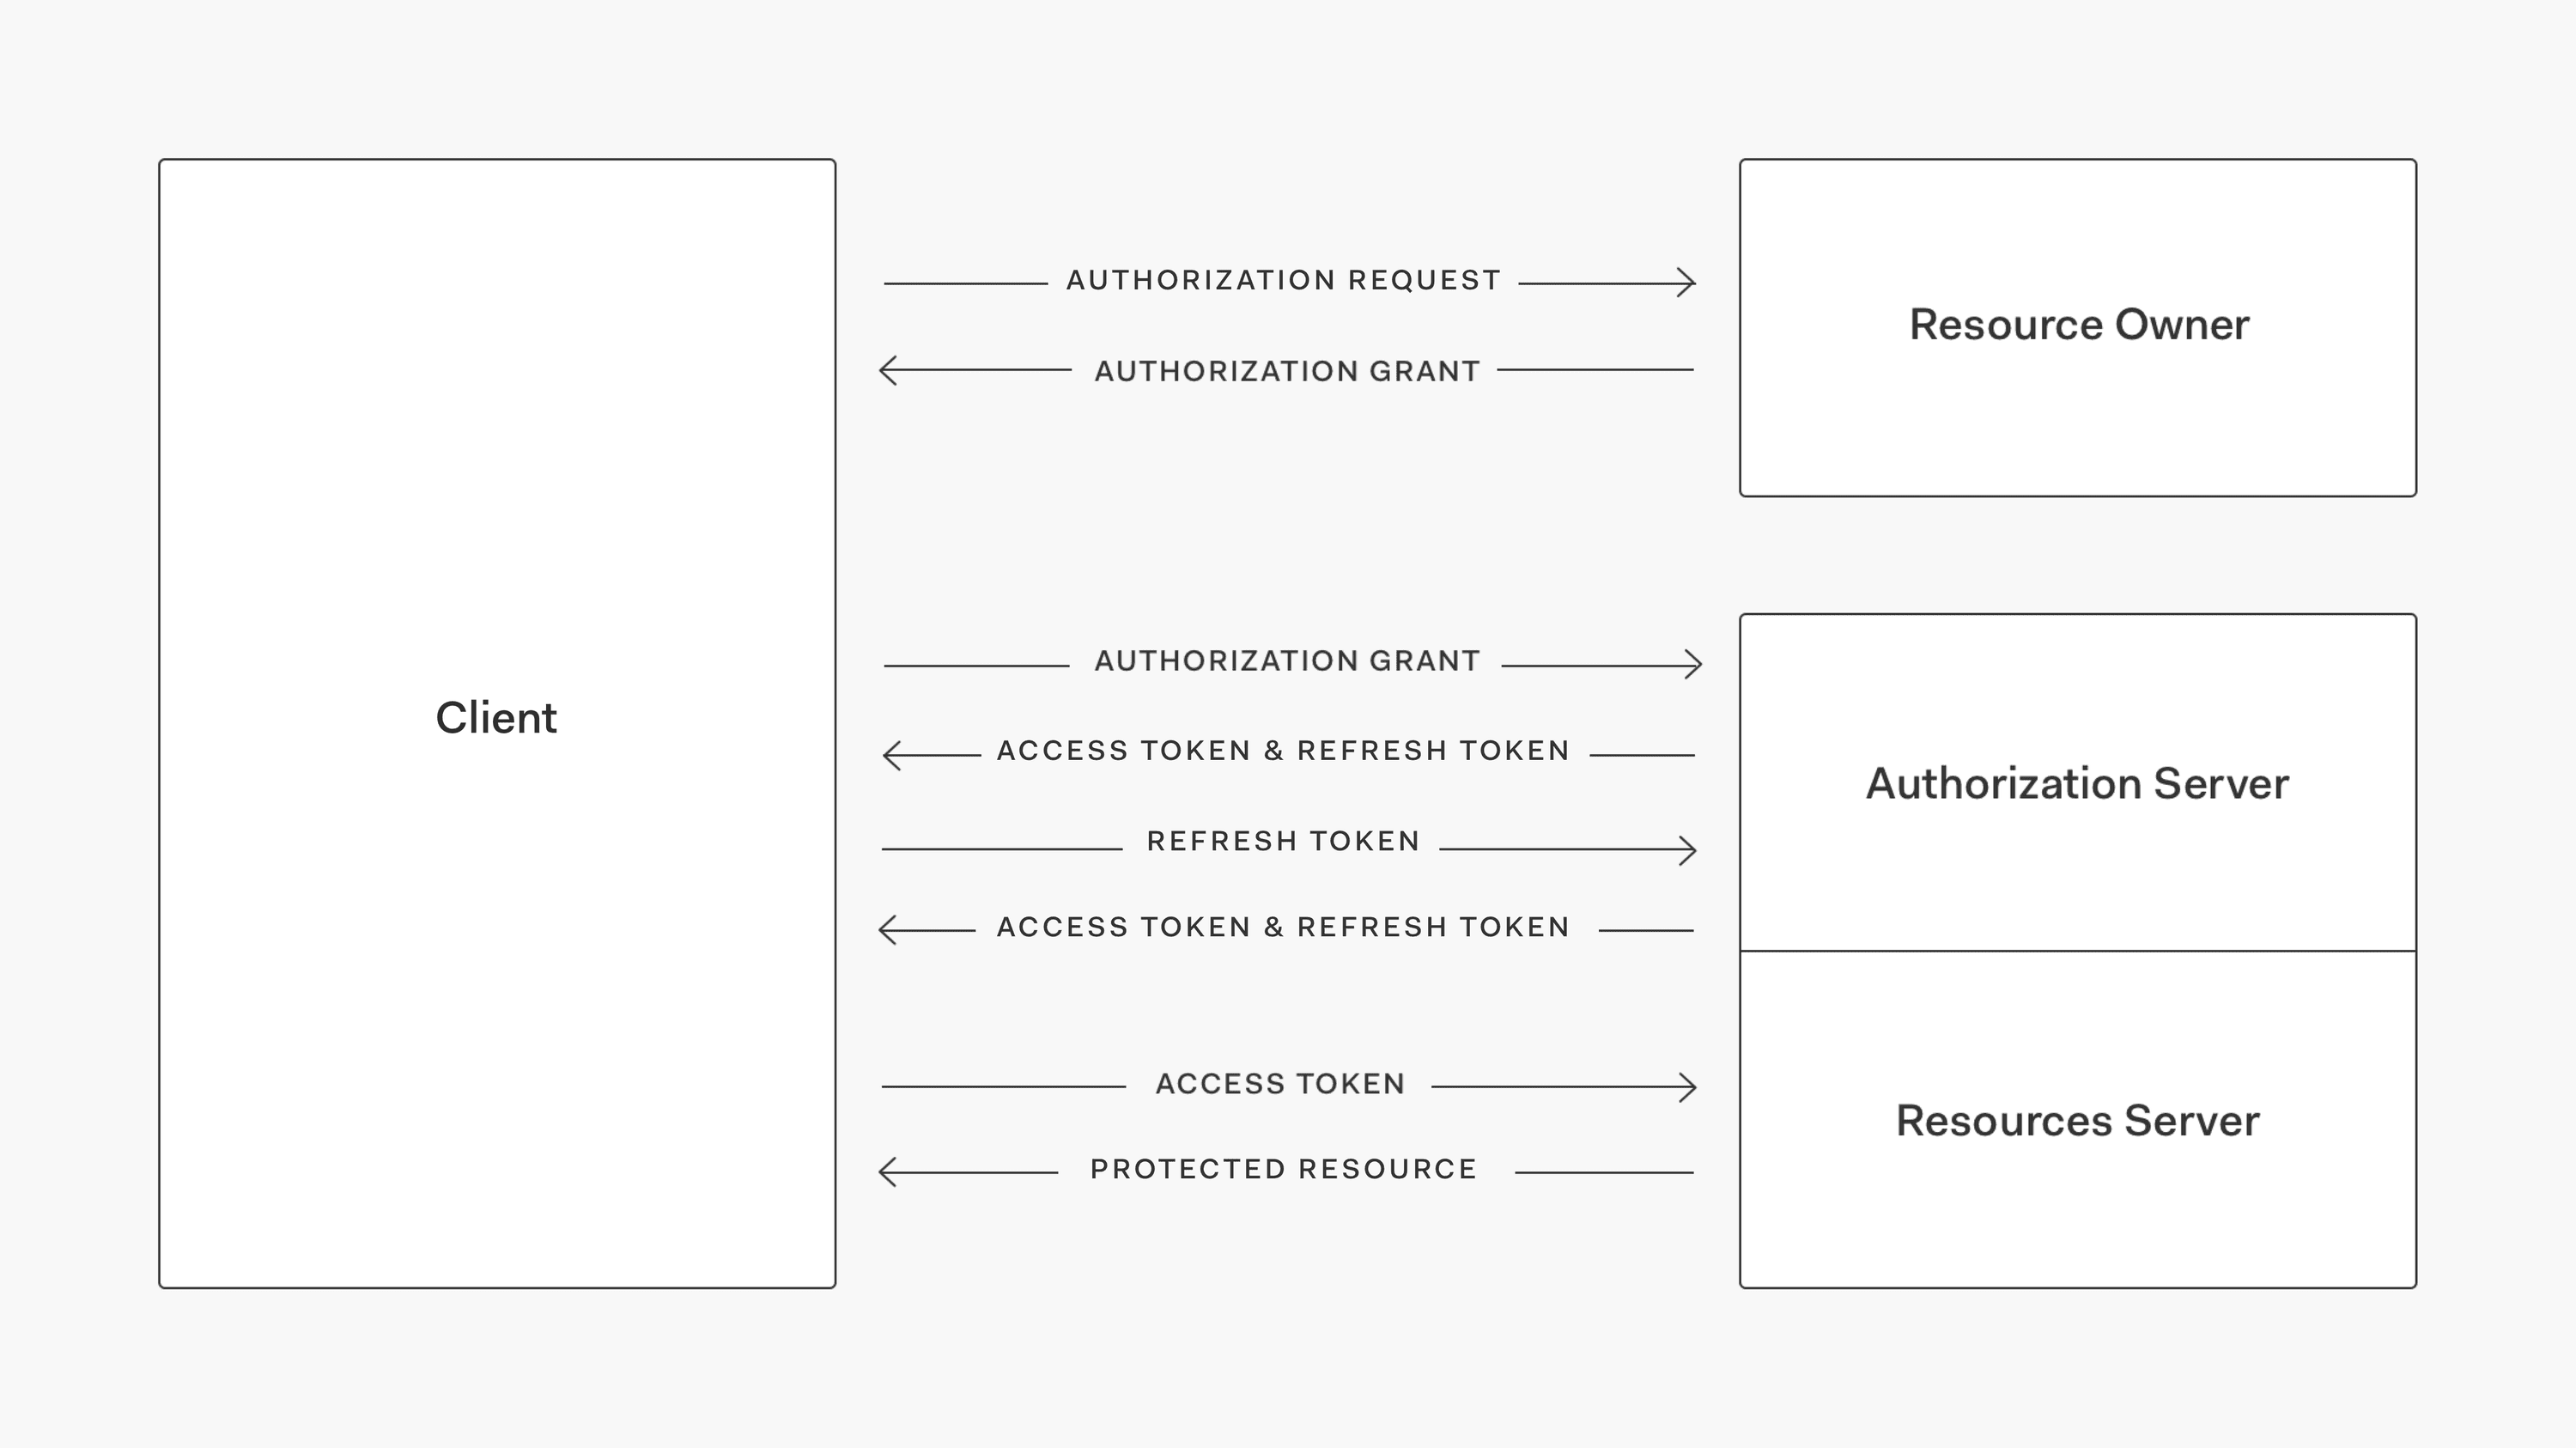 Client
AUTHORIZATION REQUEST
AUTHORIZATION GRANT
Resource Owner
AUTHORIZATION GRANT
ACCESS TOKEN & REFRESH TOKEN
REFRESH TOKEN
ACCESS TOKEN & REFRESH TOKEN
Authorization Server
ACCESS TOKEN
PROTECTED RESOURCE
Resources Server